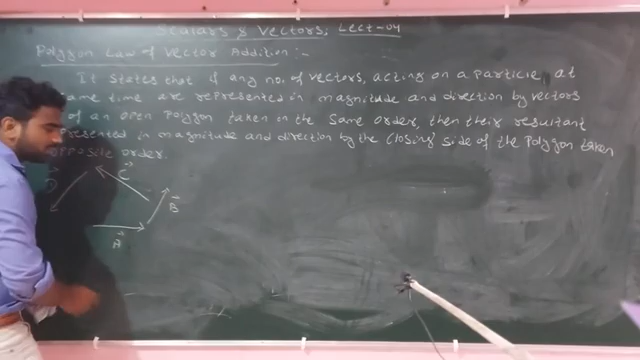 Scalars & Vectors, Lect-04
Polygon Law of Vector Addition:-
It states that if any no. of vectors, acting on a particle at
same time are represented in magnitude and direction by vectors
of an open polygon taken in the same order, then their resultant
represented in magnitude and direction by the closing side of the polygon taken
opposite order.
D
C
B
A